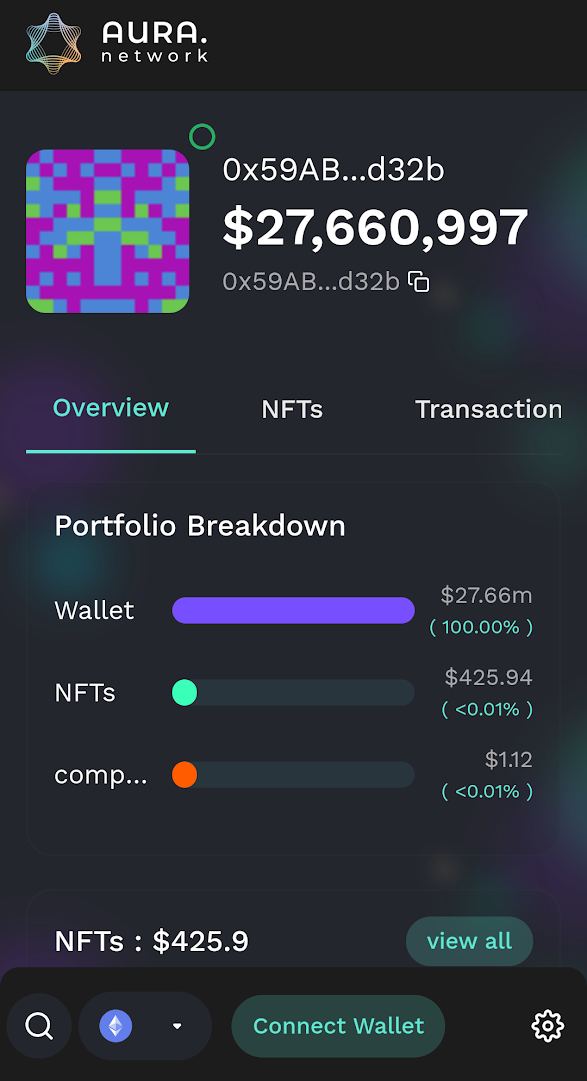 AURA.
network
0x59AB...d32b
$27,660,997
0x59AB...d32b
Overview NFTs Transaction
Portfolio Breakdown
Wallet $27.66m
( 100.00% )
NFTs $425.94
( <0.01% )
comp... $1.12
( <0.01% )
NFTs : $425.9 view all
Connect Wallet